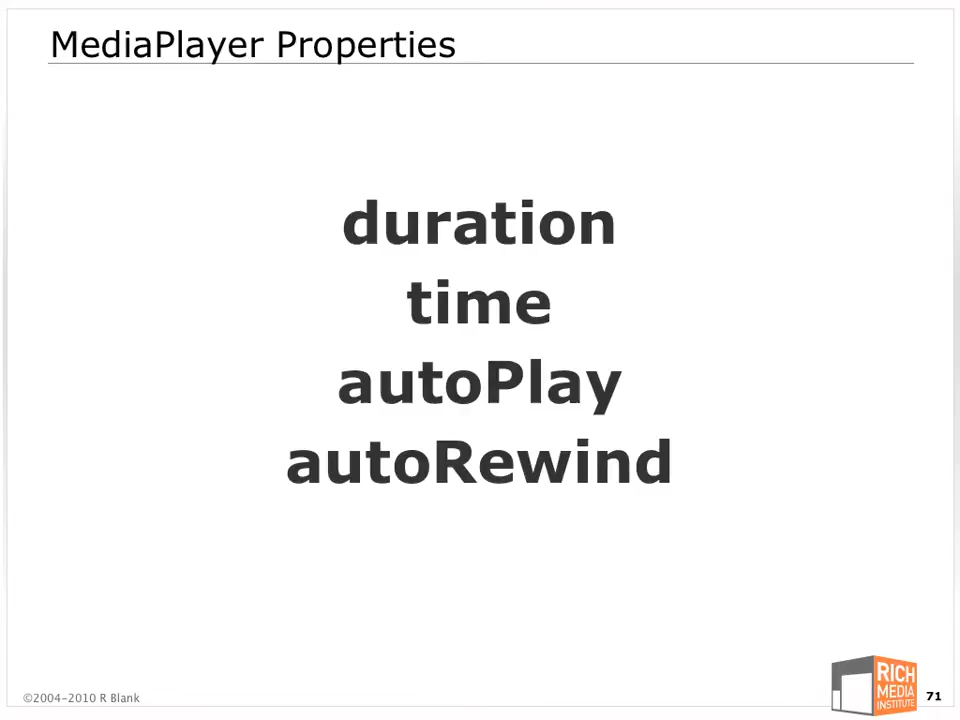 MediaPlayer Properties
duration
time
autoPlay
autoRewind
©2004-2010 R Blank
RICH
MEDIA
INSTITUTE
71